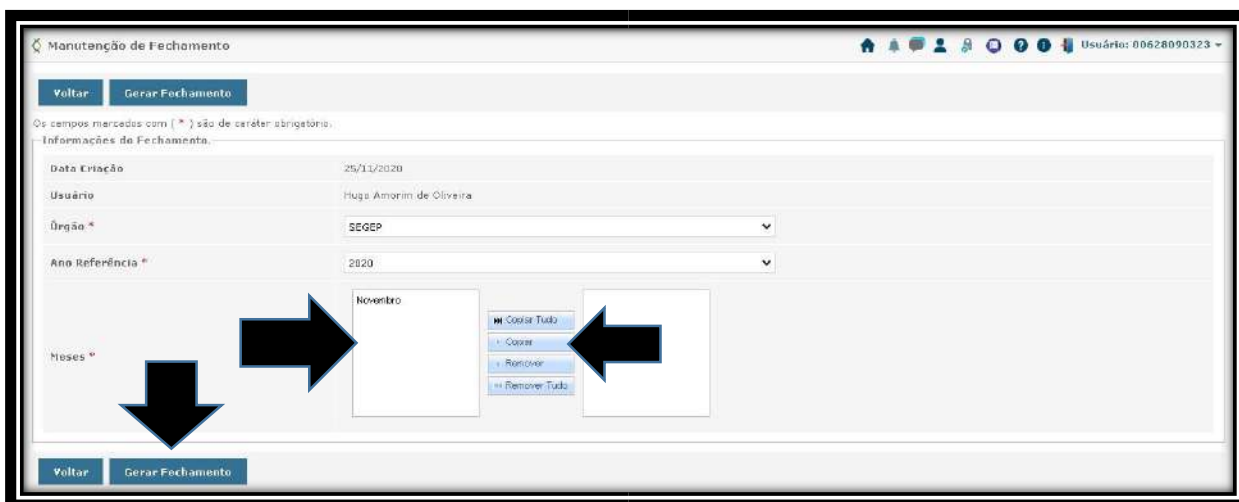 Manutenção de Fechamento
Usuário: 00628090323
Voltar
Gerar Fechamento
Os campos marcados com ( * ) são de caráter obrigatório.
Informações do Fechamento.
Data Criação
25/11/2020
Usuário
Hugo Amorim de Oliveira
Órgão *
SEGEP
Ano Referência *
2020
Meses *
Novembro
Copiar Tudo
Copiar
Remover
Remover Tudo
Voltar
Gerar Fechamento